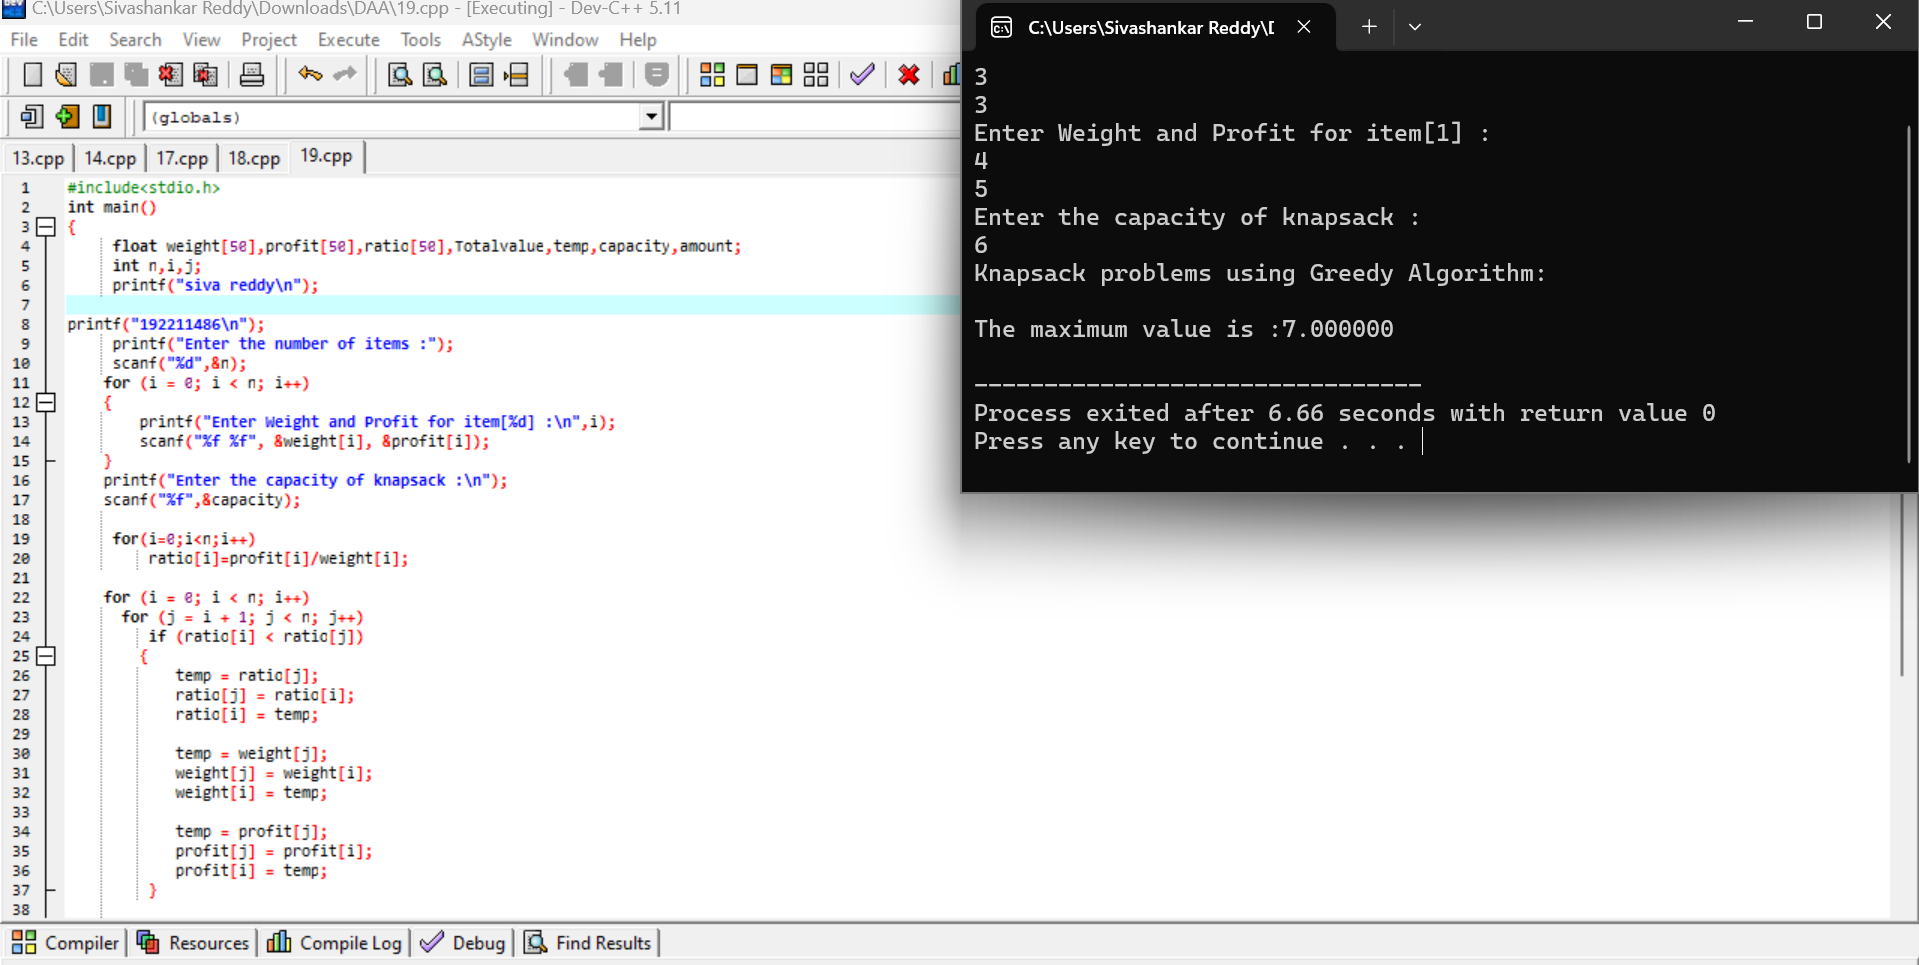 C:\Users\Sivashankar Reddy\Downloads\DAA\19.cpp - [Executing] - Dev-C++ 5.11
File Edit Search View Project Execute Tools AStyle Window Help
(globals)
13.cpp 14.cpp 17.cpp 18.cpp 19.cpp
1 #include<stdio.h>
2 int main()
3 {
4 float weight[50],profit[50],ratio[50],Totalvalue,temp,capacity,amount;
5 int n,i,j;
6 printf("siva reddy\n");
7
8 printf("192211486\n");
9 printf("Enter the number of items :");
10 scanf("%d",&n);
11 for (i = 0; i < n; i++)
12 {
13 printf("Enter Weight and Profit for item[%d] :\n",i);
14 scanf("%f %f", &weight[i], &profit[i]);
15 }
16 printf("Enter the capacity of knapsack :\n");
17 scanf("%f",&capacity);
18
19 for(i=0;i<n;i++)
20 ratio[i]=profit[i]/weight[i];
21
22 for (i = 0; i < n; i++)
23 for (j = i + 1; j < n; j++)
24 if (ratio[i] < ratio[j])
25 {
26 temp = ratio[j];
27 ratio[j] = ratio[i];
28 ratio[i] = temp;
29
30 temp = weight[j];
31 weight[j] = weight[i];
32 weight[i] = temp;
33
34 temp = profit[j];
35 profit[j] = profit[i];
36 profit[i] = temp;
37 }
38
Compiler Resources Compile Log Debug Find Results
C:\Users\Sivashankar Reddy\D
3
3
Enter Weight and Profit for item[1] :
4
5
Enter the capacity of knapsack :
6
Knapsack problems using Greedy Algorithm:
The maximum value is :7.000000
--------------------------------
Process exited after 6.66 seconds with return value 0
Press any key to continue . . .